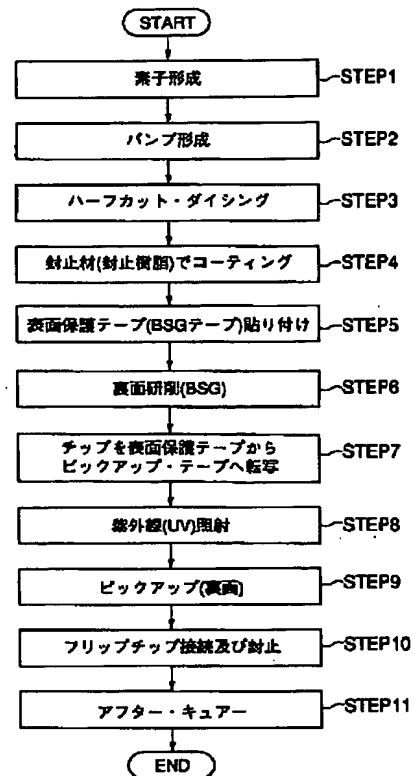 START
素子形成
STEP1
バンプ形成
STEP2
ハーフカット・ダイシング
STEP3
封止材(封止樹脂)でコーティング
STEP4
表面保護テープ(BSGテープ)貼り付け
STEP5
裏面研削(BSG)
STEP6
チップを表面保護テープから
ピックアップ・テープへ転写
STEP7
紫外線(UV)照射
STEP8
ピックアップ(裏面)
STEP9
フリップチップ接続及び封止
STEP10
アフター・キュアー
STEP11
END